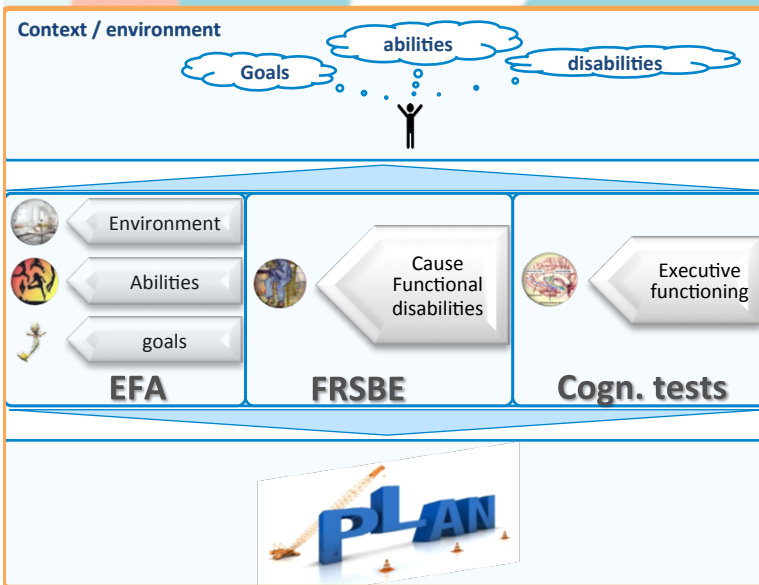 Context / environment
abilities
Goals
disabilities
Environment
Abilities
goals
EFA
Cause
Functional
disabilities
FRSBE
Executive
functioning
Cogn. tests
PLAN